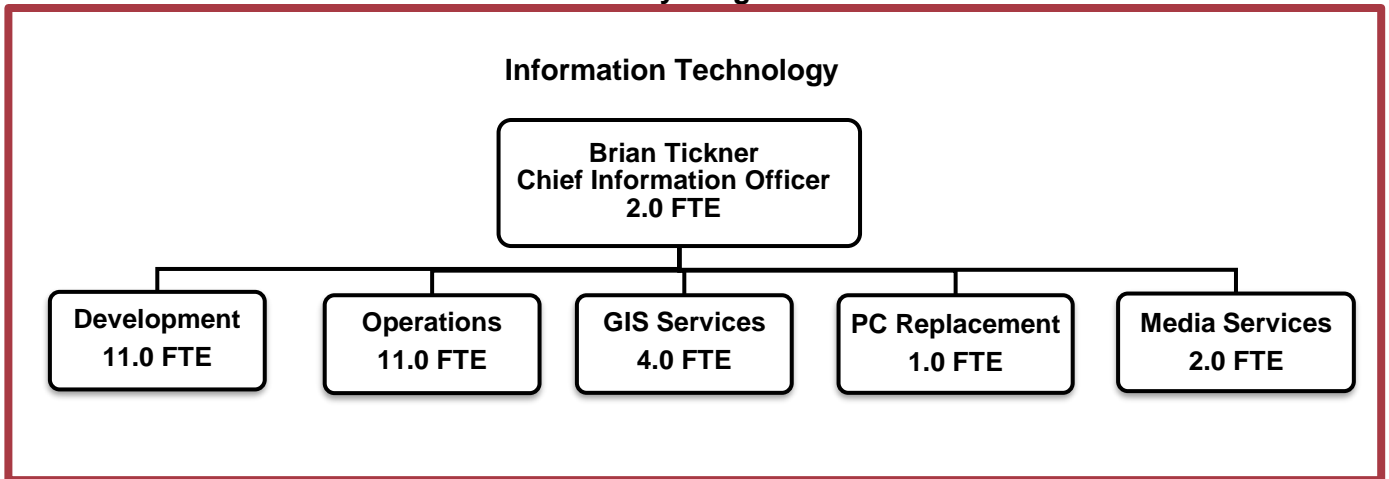 Information Technology
Brian Tickner
Chief Information Officer
2.0 FTE
Development
11.0 FTE
Operations
11.0 FTE
GIS Services
4.0 FTE
PC Replacement
1.0 FTE
Media Services
2.0 FTE